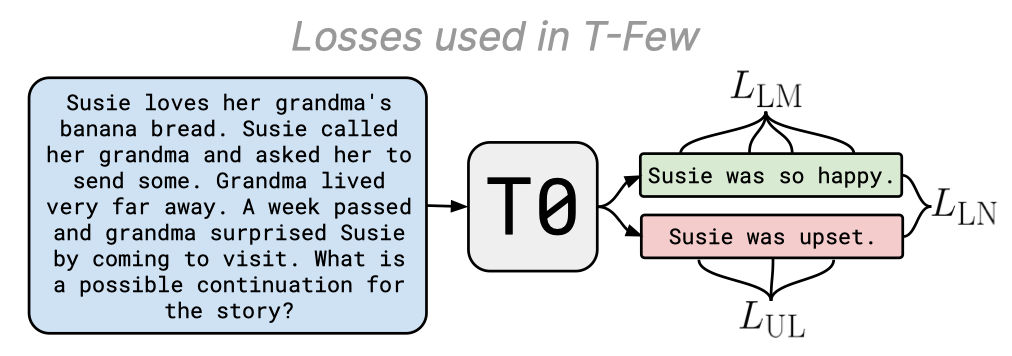 Losses used in T-Few
Susie loves her grandma's
banana bread. Susie called
her grandma and asked her to
send some. Grandma lived
very far away. A week passed
and grandma surprised Susie
by coming to visit. What is
a possible continuation for
the story?
T0
L_LM
Susie was so happy.
L_LN
Susie was upset.
L_UL